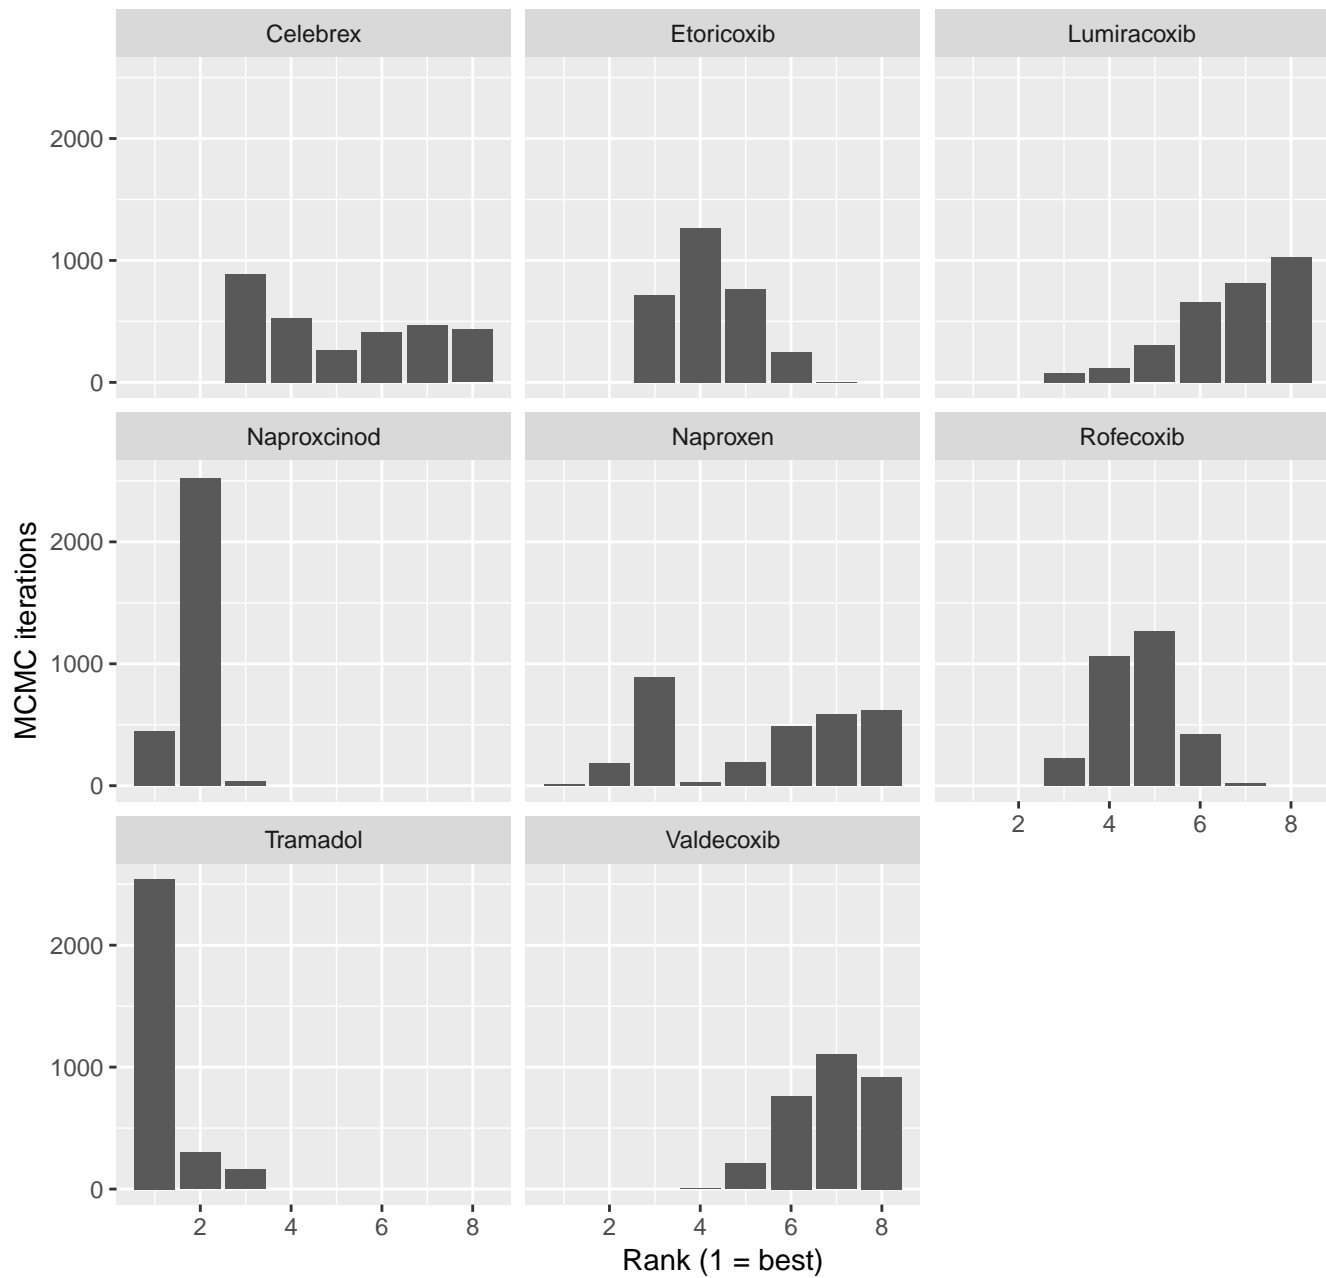 Celebrex
Etoricoxib
Lumiracoxib
2000
1000
0
Naproxcinod
Naproxen
Rofecoxib
MCMC iterations
2000
1000
0
2 4 6 8
Tramadol
Valdecoxib
2000
1000
0
2 4 6 8
2 4 6 8
Rank (1 = best)